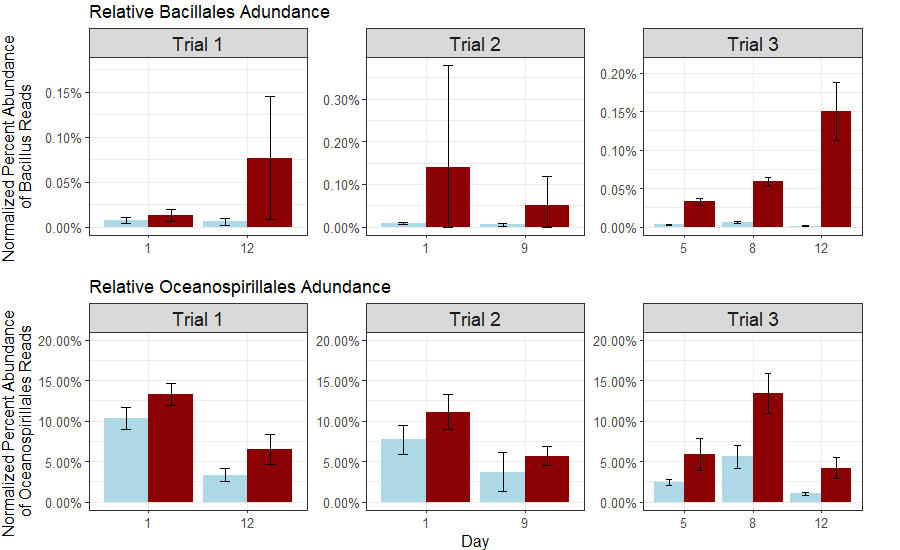 Relative Bacillales Adundance
Normalized Percent Abundance
of Bacillus Reads
Trial 1
0.15%
0.10%
0.05%
0.00%
1 12
Trial 2
0.30%
0.20%
0.10%
0.00%
1 9
Trial 3
0.20%
0.15%
0.10%
0.05%
0.00%
5 8 12
Relative Oceanospirillales Adundance
Normalized Percent Abundance
of Oceanospirillales Reads
Trial 1
20.00%
15.00%
10.00%
5.00%
0.00%
1 12
Trial 2
20.00%
15.00%
10.00%
5.00%
0.00%
1 9
Trial 3
20.00%
15.00%
10.00%
5.00%
0.00%
5 8 12
Day